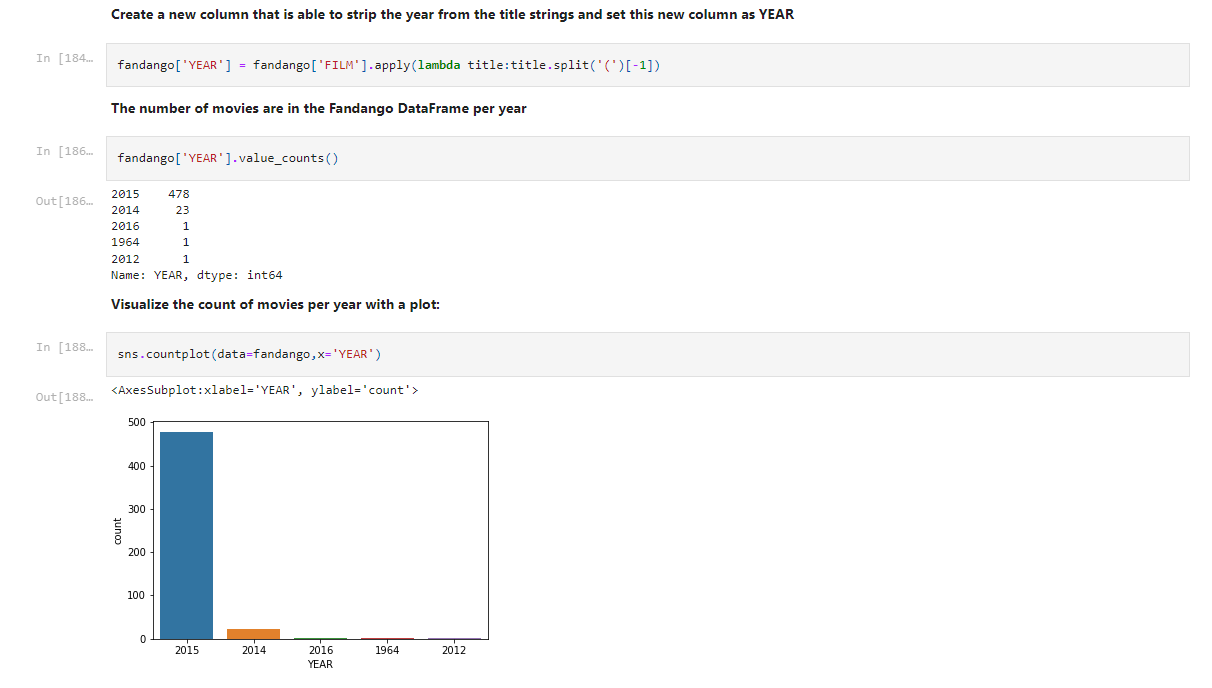 Create a new column that is able to strip the year from the title strings and set this new column as YEAR
In [184…
fandango['YEAR'] = fandango['FILM'].apply(lambda title:title.split('(')[-1])
The number of movies are in the Fandango DataFrame per year
In [186…
fandango['YEAR'].value_counts()
Out[186…
2015    478
2014     23
2016      1
1964      1
2012      1
Name: YEAR, dtype: int64
Visualize the count of movies per year with a plot:
In [188…
sns.countplot(data=fandango,x='YEAR')
Out[188…
<AxesSubplot:xlabel='YEAR', ylabel='count'>
500
400
300
200
100
0
count
2015 2014 2016 1964 2012
YEAR